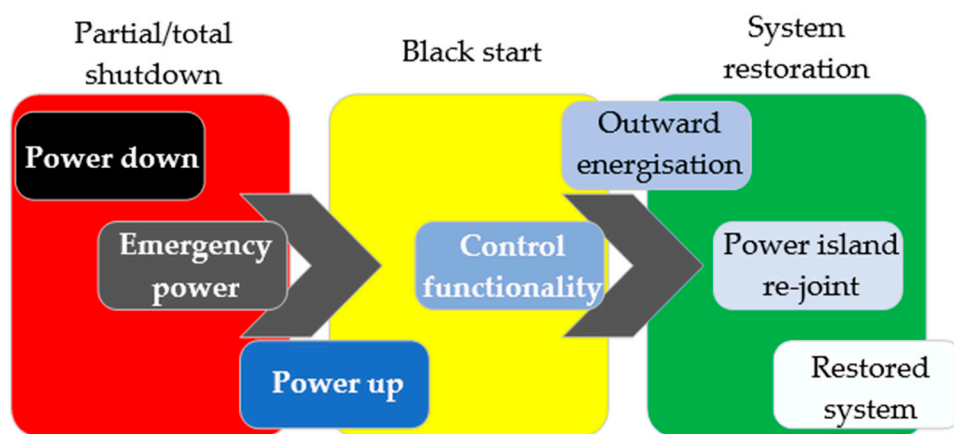 Partial/total
shutdown
Black start
System
restoration
Power down
Emergency
power
Power up
Control
functionality
Outward
energisation
Power island
re-joint
Restored
system